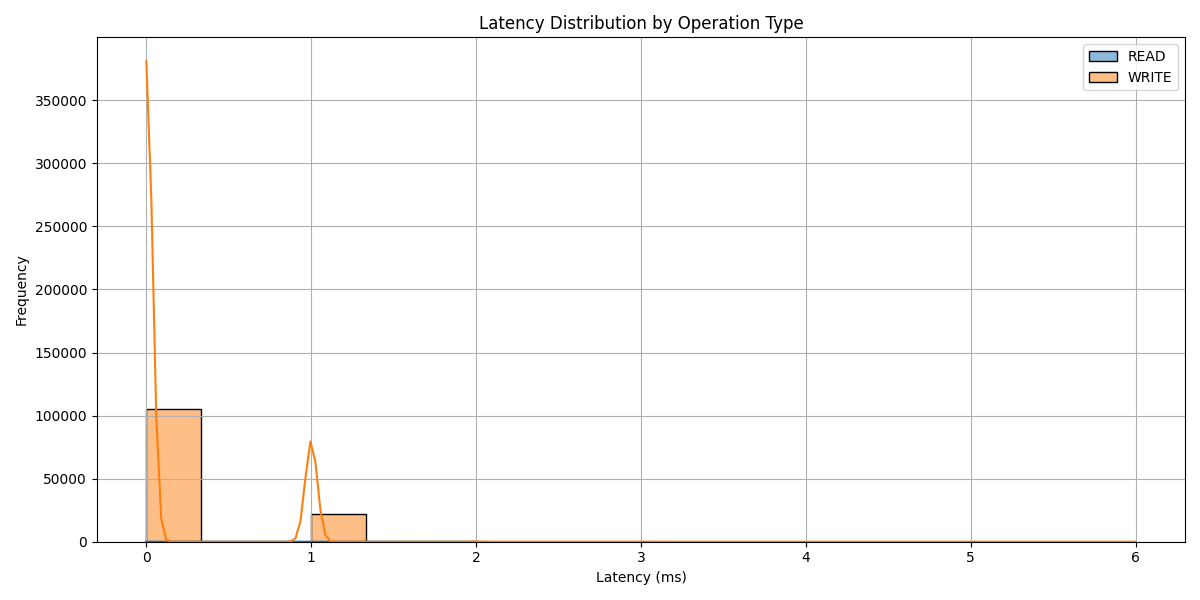 Latency Distribution by Operation Type
READ
WRITE
Frequency
350000
300000
250000
200000
150000
100000
50000
0
0 1 2 3 4 5 6
Latency (ms)